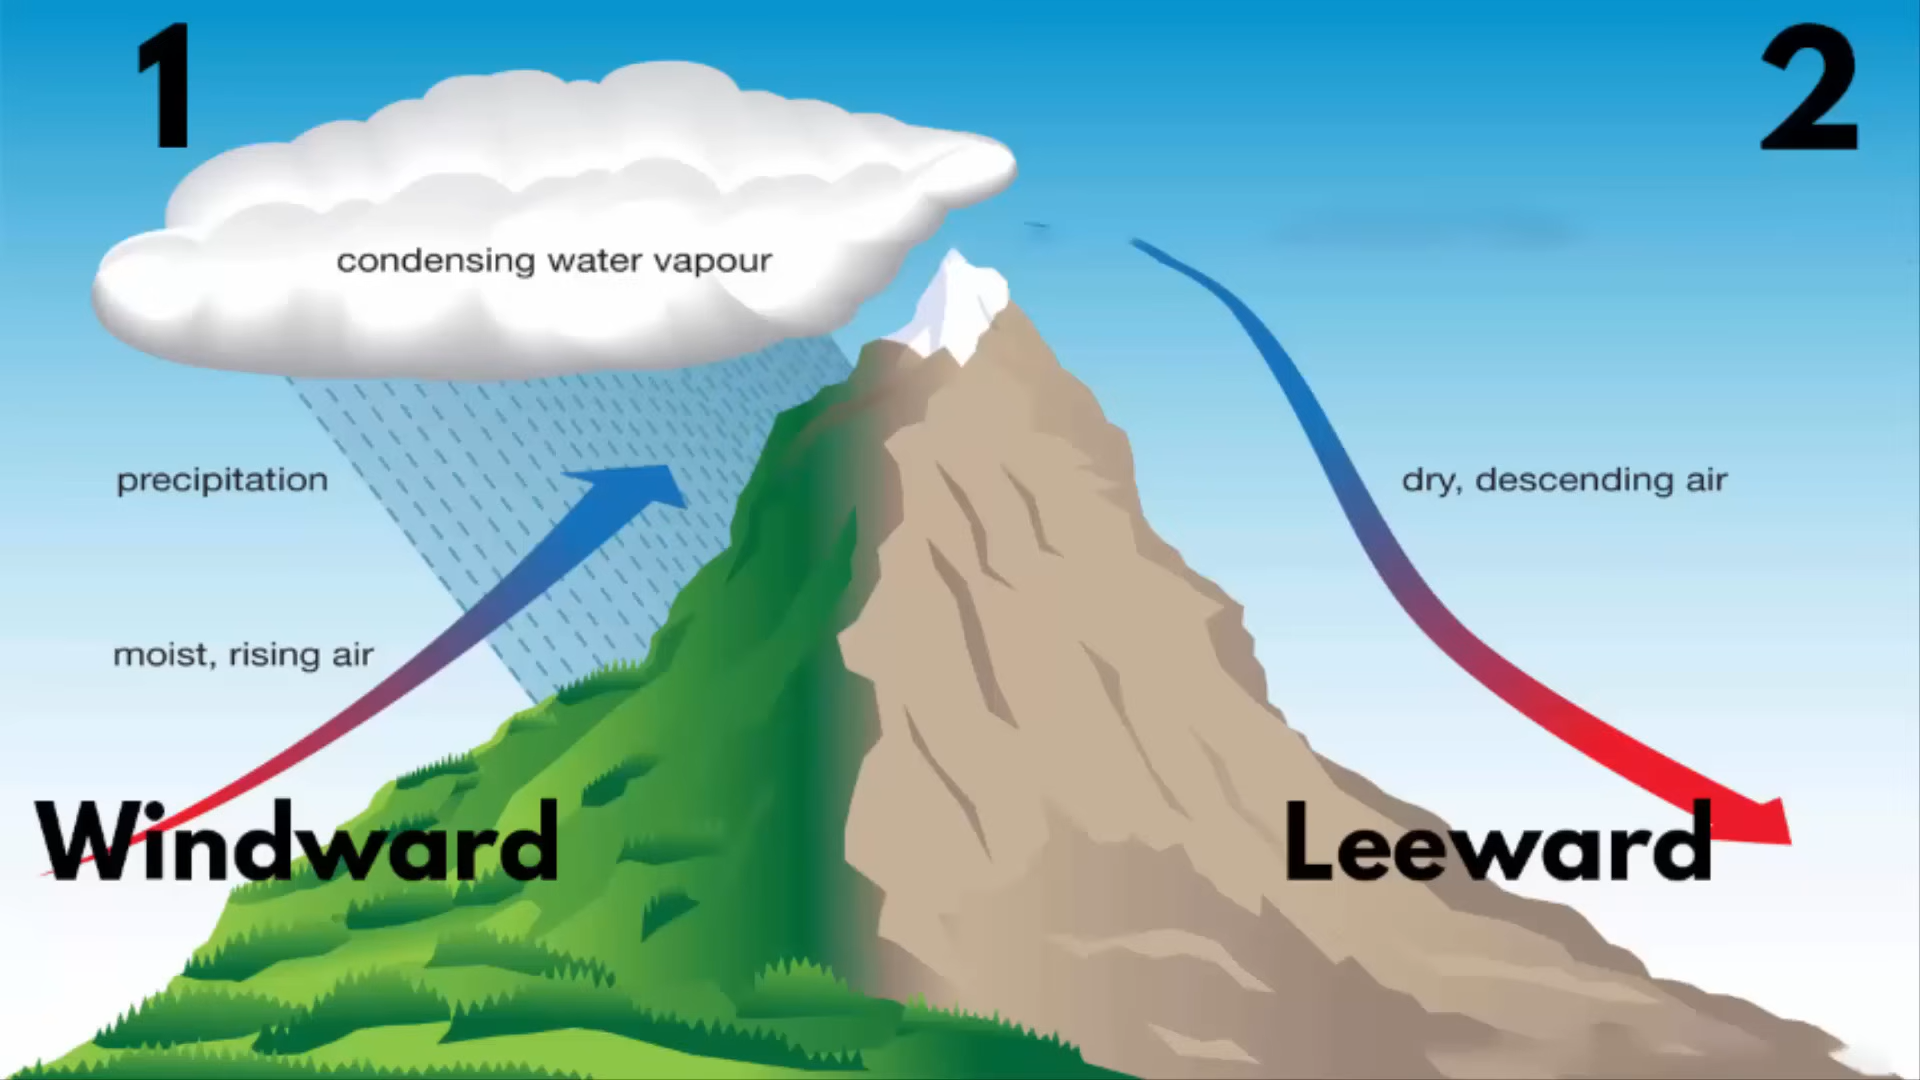 1
2
condensing water vapour
precipitation
dry, descending air
moist, rising air
Windward
Leeward